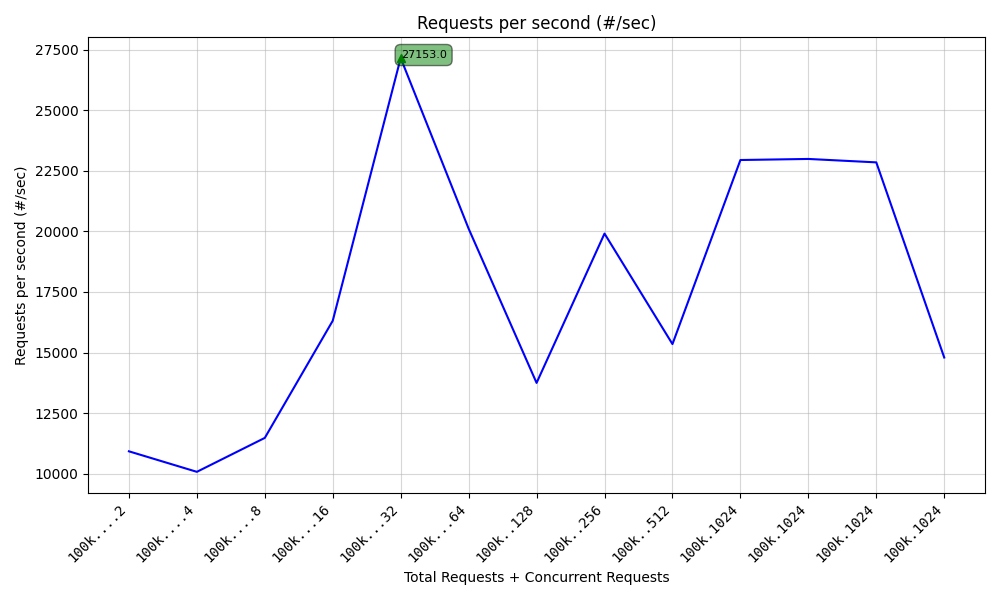 Requests per second (#/sec)
27153.0
27500
25000
22500
20000
17500
15000
12500
10000
Requests per second (#/sec)
100k....2
100k....4
100k....8
100k...16
100k...32
100k...64
100k..128
100k..256
100k..512
100k.1024
100k.1024
100k.1024
100k.1024
Total Requests + Concurrent Requests